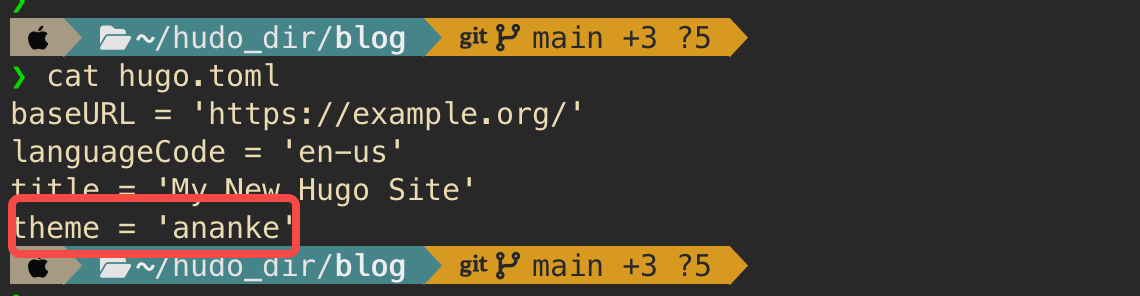 ~/hudo_dir/blog git main +3 ?5
❯ cat hugo.toml
baseURL = 'https://example.org/'
languageCode = 'en-us'
title = 'My New Hugo Site'
theme = 'ananke'
~/hudo_dir/blog git main +3 ?5